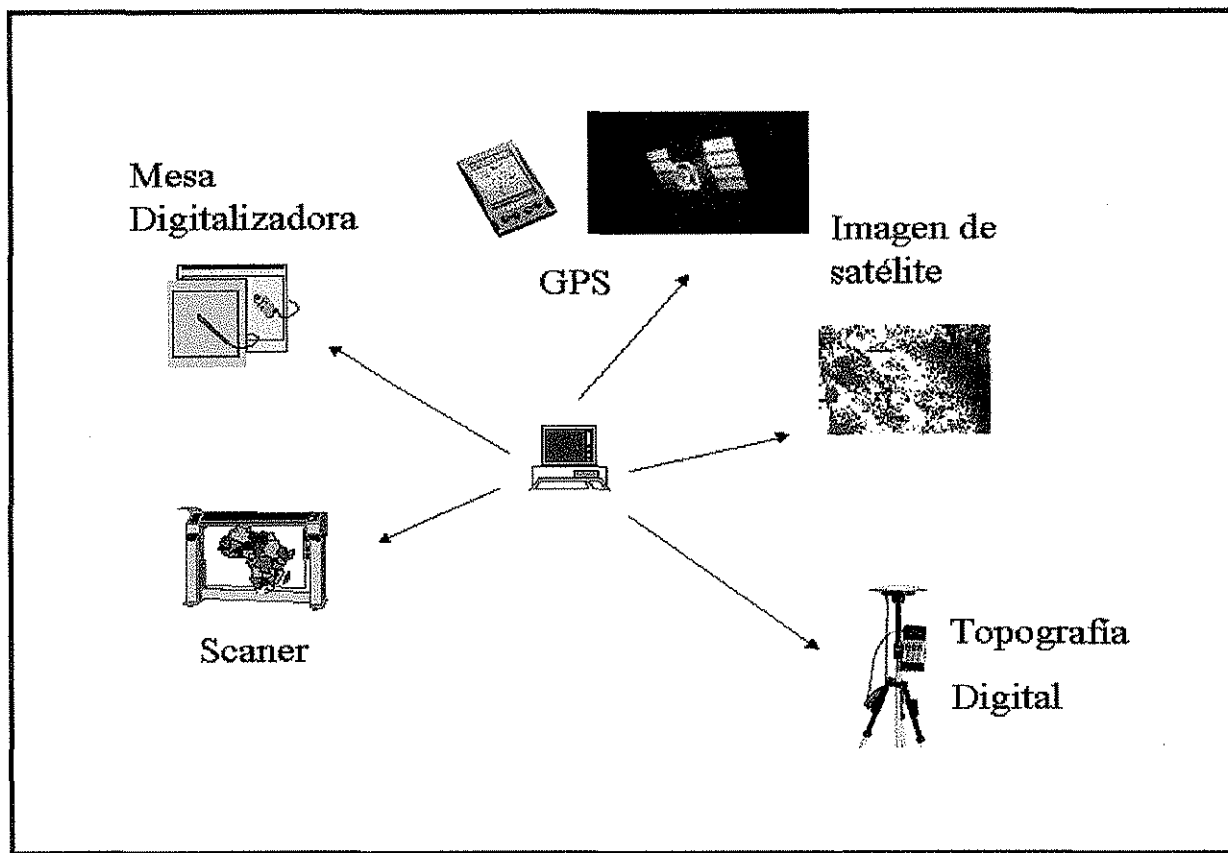 Mesa
Digitalizadora
GPS
Imagen de
satélite
Scaner
Topografía
Digital